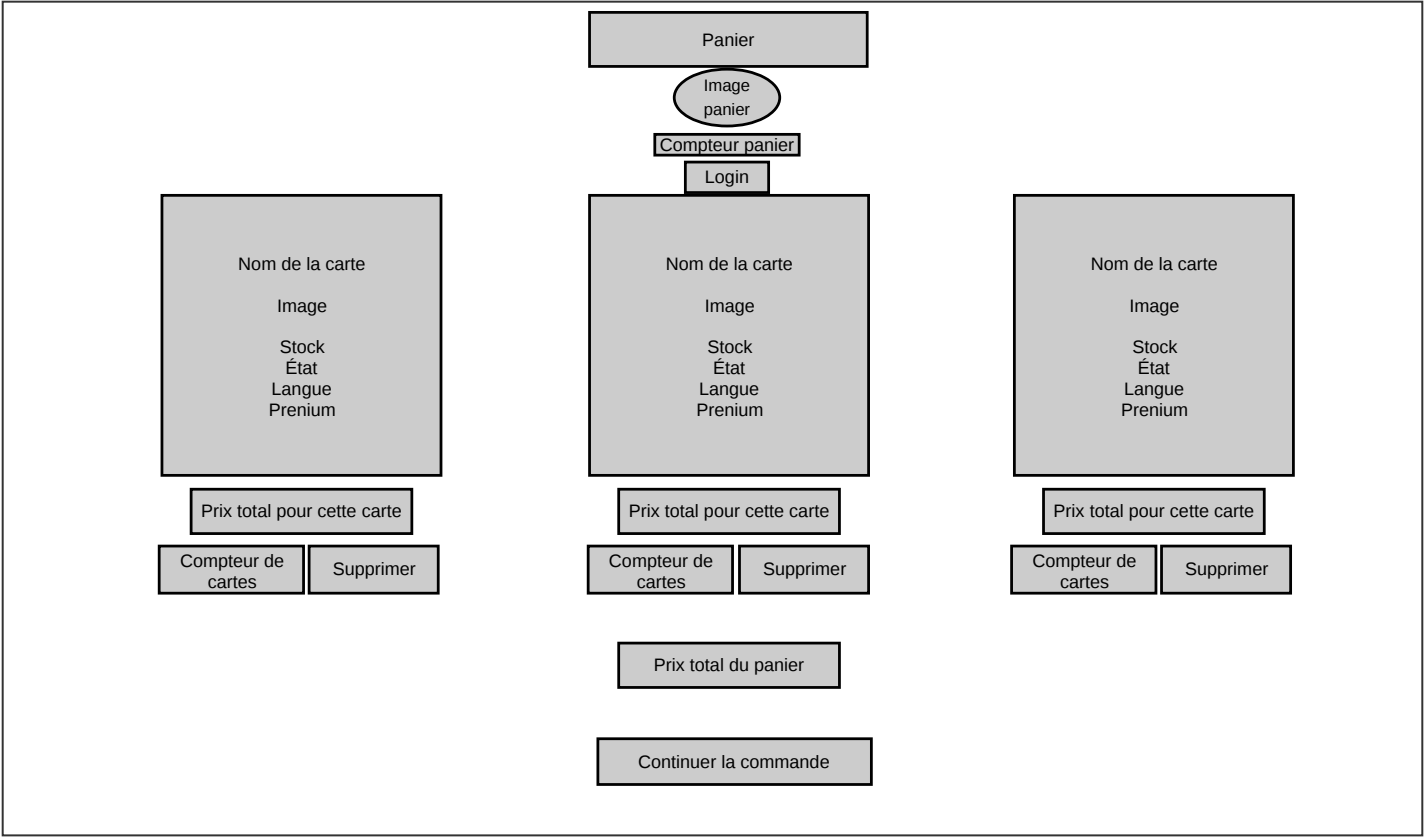 Panier
Image
panier
Compteur panier
Login
Nom de la carte
Image
Stock
État
Langue
Prenium
Nom de la carte
Image
Stock
État
Langue
Prenium
Nom de la carte
Image
Stock
État
Langue
Prenium
Prix total pour cette carte
Prix total pour cette carte
Prix total pour cette carte
Compteur de
cartes
Supprimer
Compteur de
cartes
Supprimer
Compteur de
cartes
Supprimer
Prix total du panier
Continuer la commande